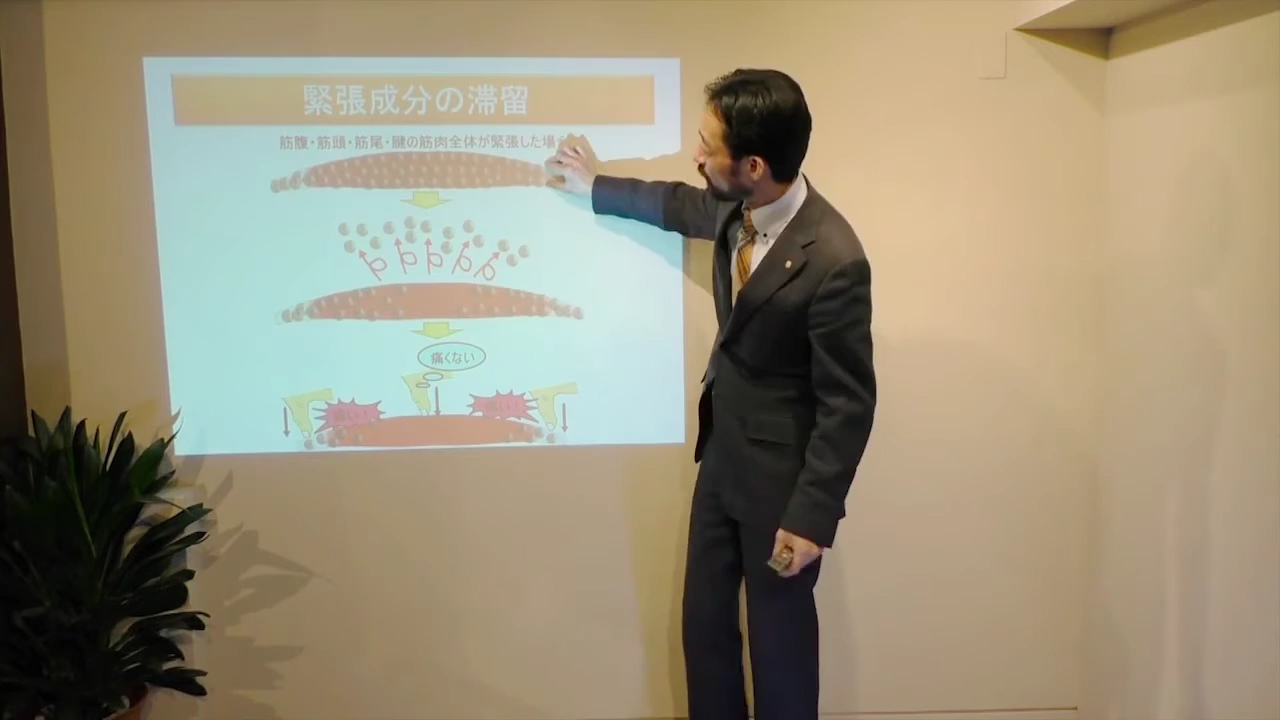 緊張成分の滞留
筋腹・筋頭・筋尾・腱の筋肉全体が緊張した場
痛くない